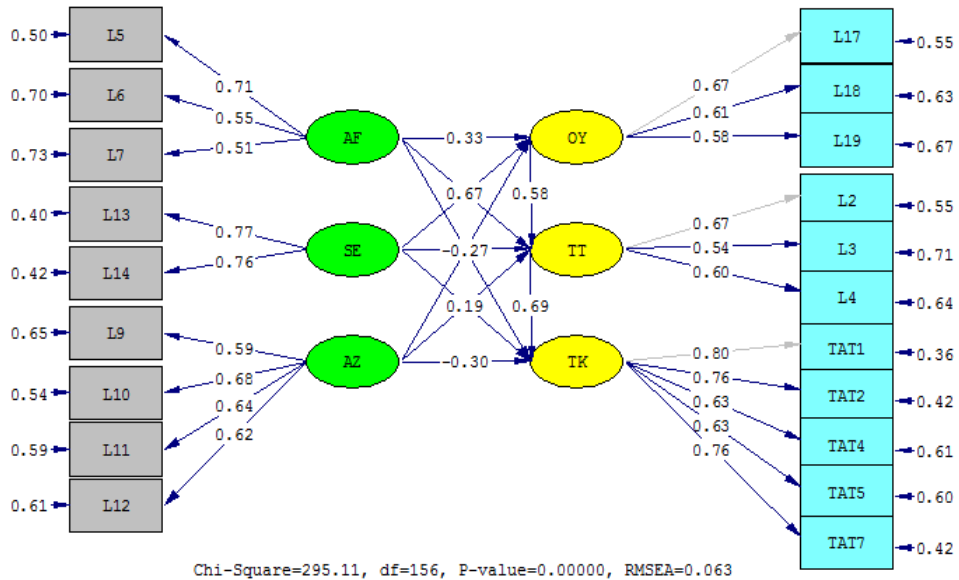 0.50 L5
0.70 L6
0.73 L7
0.40 L13
0.42 L14
0.65 L9
0.54 L10
0.59 L11
0.61 L12
0.71
0.55
0.51
0.77
0.76
0.59
0.68
0.64
0.62
AF
SE
AZ
0.33
0.67
-0.27
0.19
-0.30
OY
TT
TK
0.58
0.69
0.67
0.61
0.58
0.67
0.54
0.60
0.80
0.76
0.63
0.63
0.76
L17 0.55
L18 0.63
L19 0.67
L2 0.55
L3 0.71
L4 0.64
TAT1 0.36
TAT2 0.42
TAT4 0.61
TAT5 0.60
TAT7 0.42
Chi-Square=295.11, df=156, P-value=0.00000, RMSEA=0.063